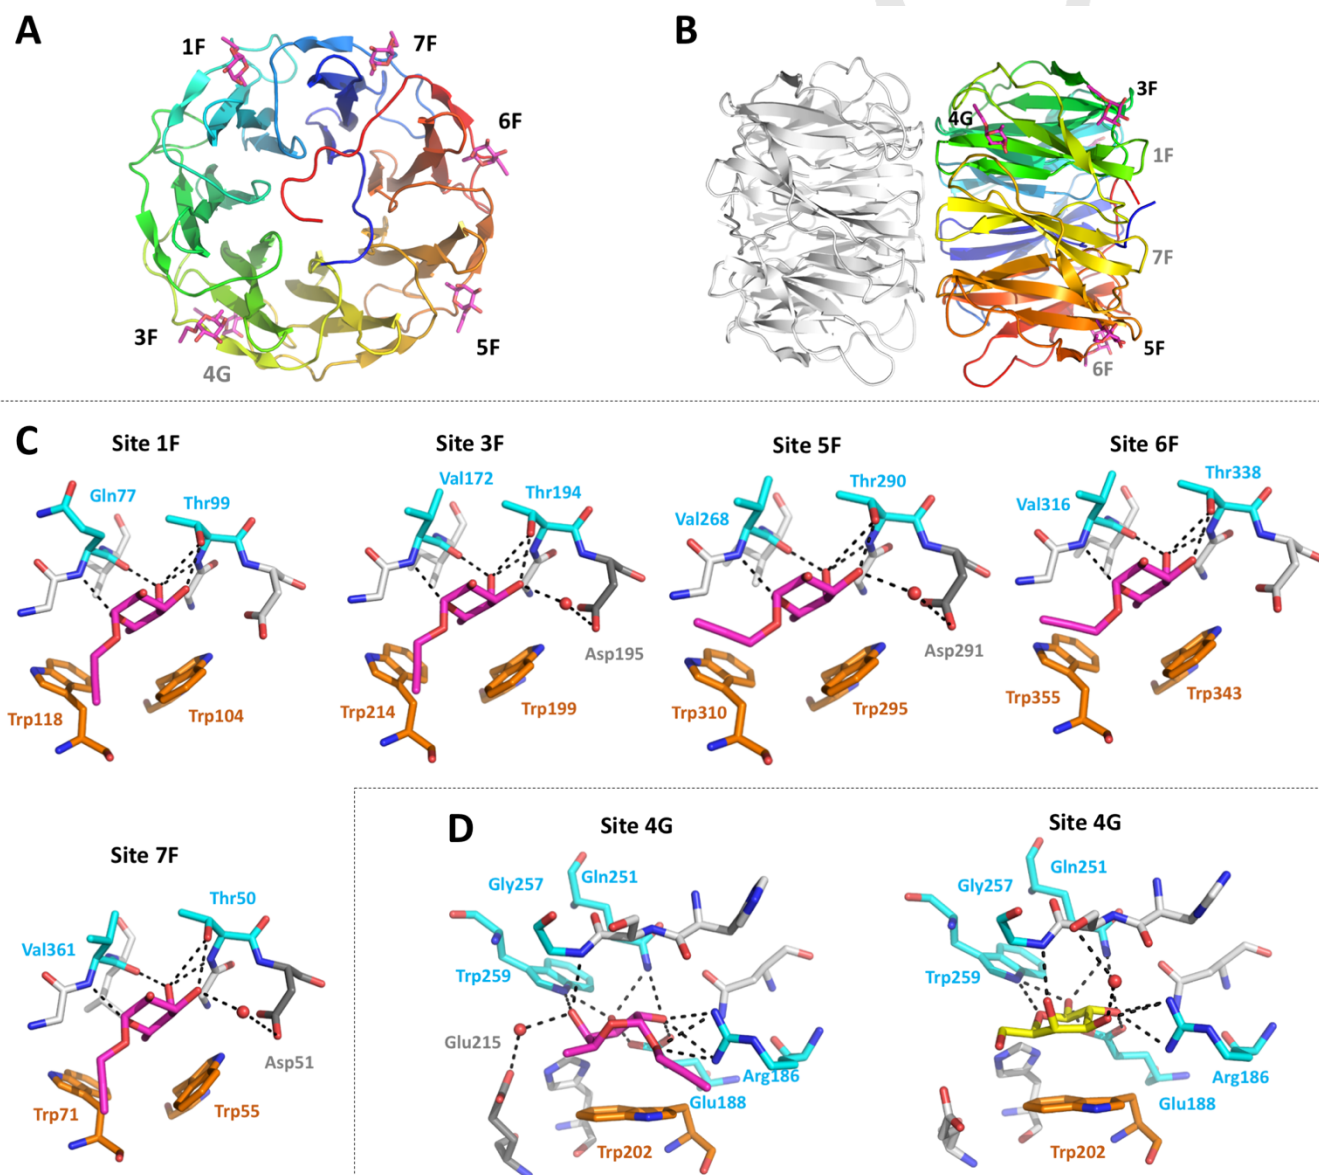 A
1F
7F
6F
5F
3F
4G
B
3F
4G
1F
7F
5F
6F
C
Site 1F
Gln77
Thr99
Trp118
Trp104
Site 3F
Val172
Thr194
Asp195
Trp214
Trp199
Site 5F
Thr290
Val268
Asp291
Trp310
Trp295
Site 6F
Thr338
Val316
Trp355
Trp343
Site 7F
Thr50
Val361
Asp51
Trp71
Trp55
D
Site 4G
Gln251
Gly257
Trp259
Glu215
Arg186
Glu188
Trp202
Site 4G
Gln251
Gly257
Trp259
Arg186
Glu188
Trp202